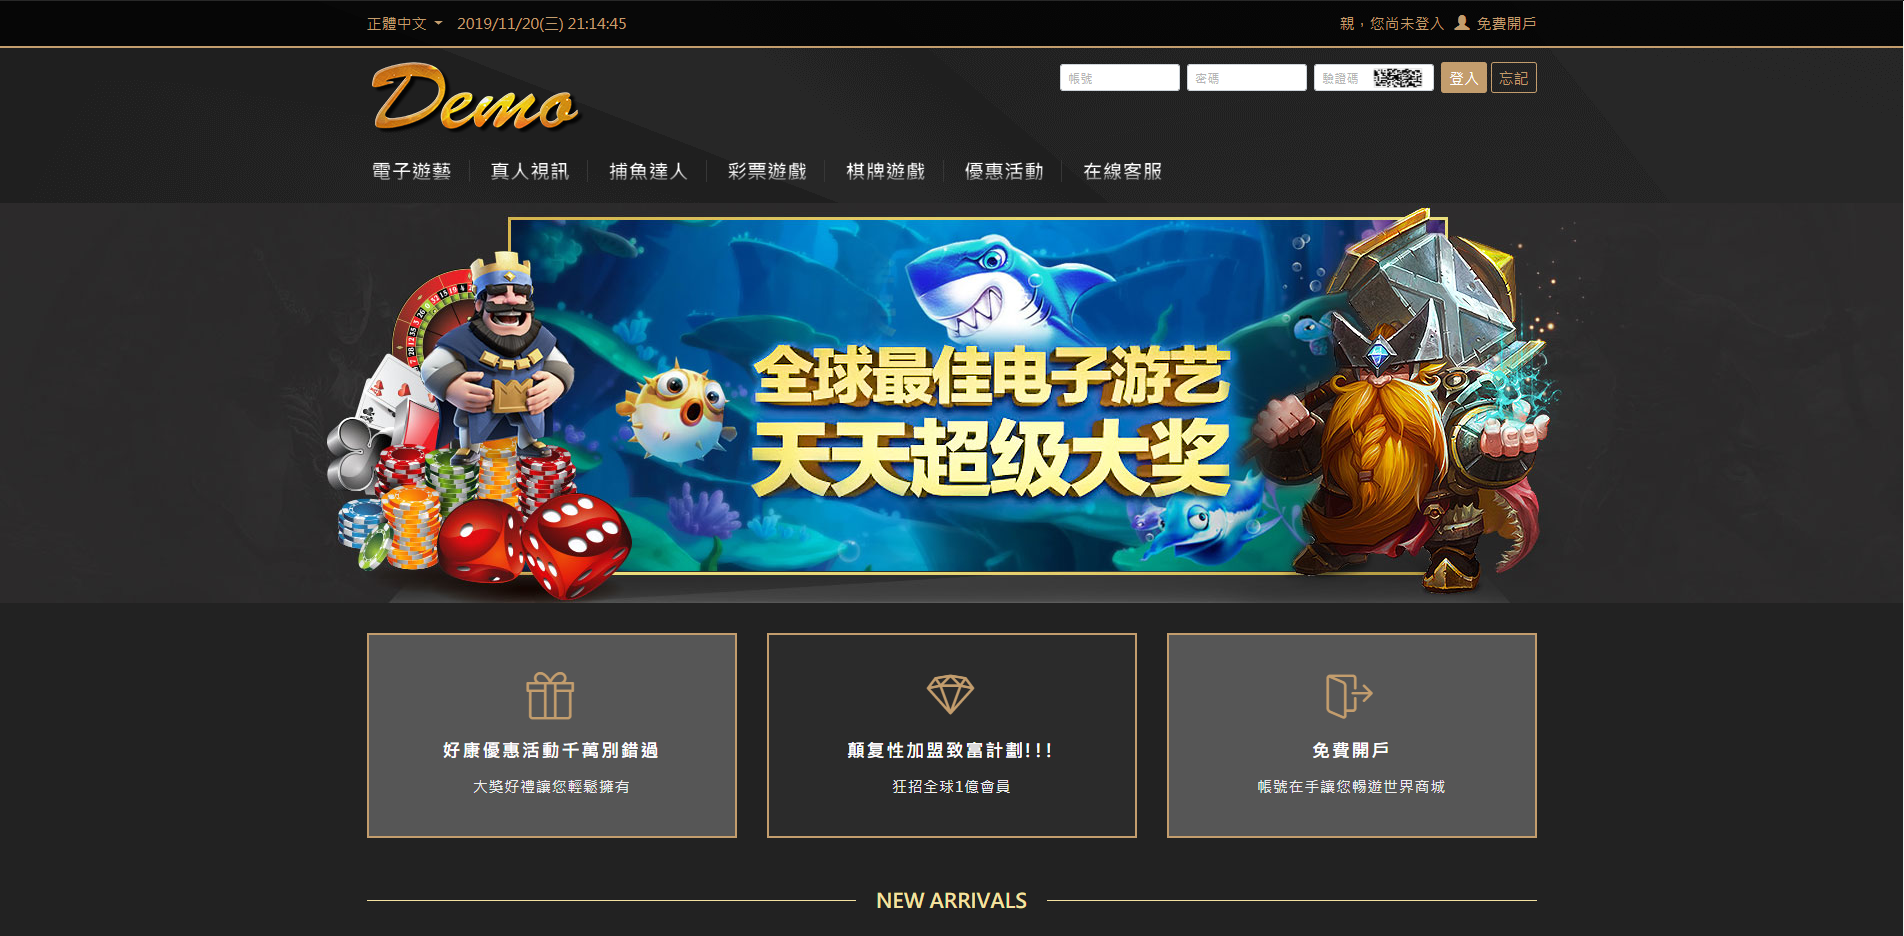 正體中文 2019/11/20(三) 21:14:45
親，您尚未登入 免費開戶
Demo
帳號 密碼 驗證碼 登入 忘記
電子遊藝 真人視訊 捕魚達人 彩票遊戲 棋牌遊戲 優惠活動 在線客服
全球最佳电子游艺
天天超级大奖
好康優惠活動千萬別錯過
大獎好禮讓您輕鬆擁有
顛复性加盟致富計劃!!!
狂招全球1億會員
免費開戶
帳號在手讓您暢遊世界商城
NEW ARRIVALS